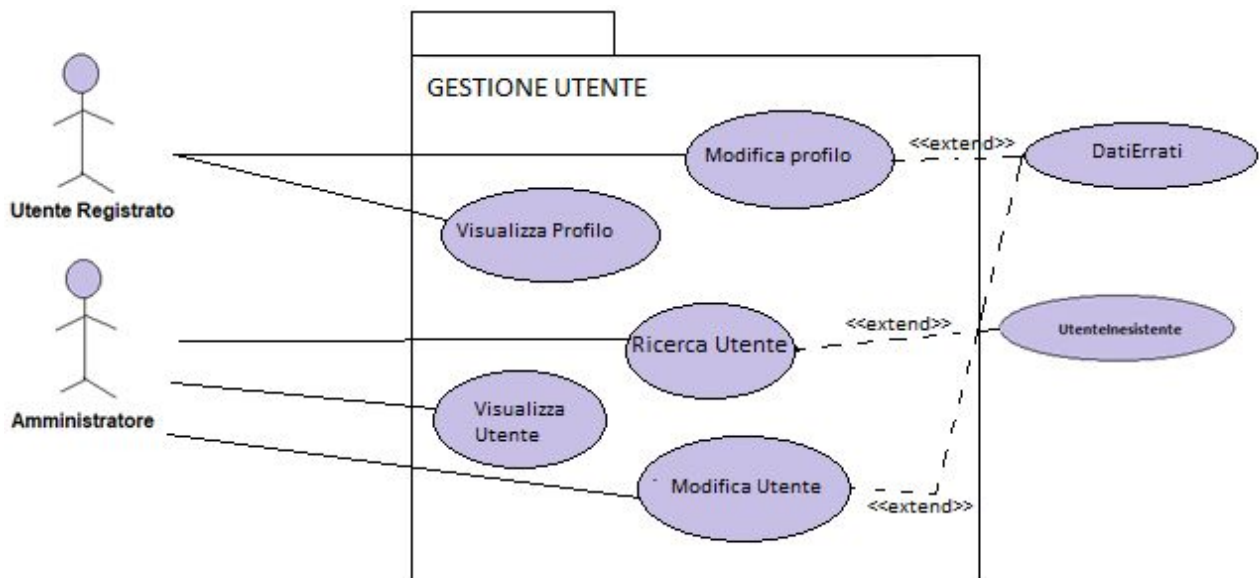 GESTIONE UTENTE
Modifica profilo
<<extend>>
DatiErrati
Utente Registrato
Visualizza Profilo
<<extend>>
UtenteInesistente
Ricerca Utente
Amministratore
Visualizza
Utente
Modifica Utente
<<extend>>